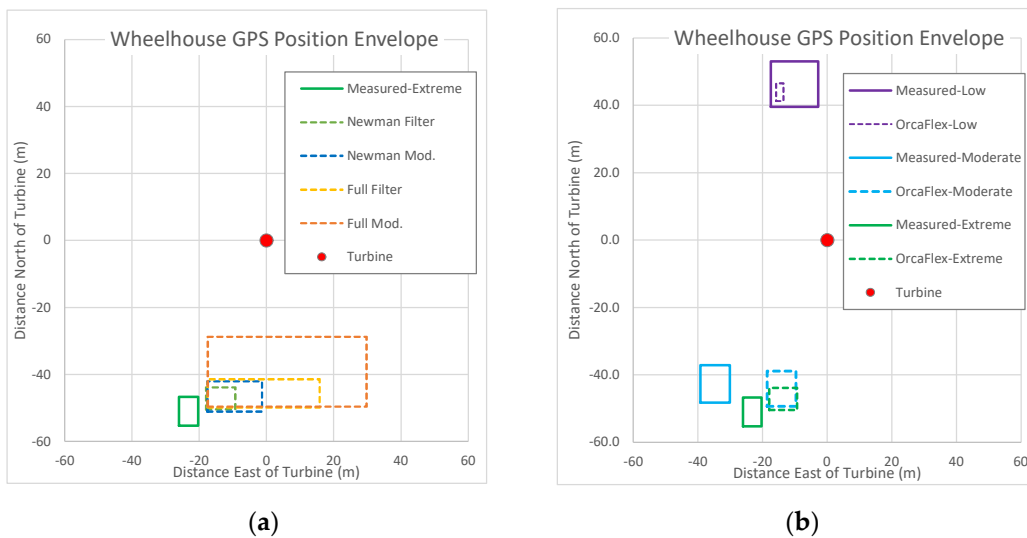 Wheelhouse GPS Position Envelope
60
40
20
0
-20
-40
-60
-60
-40
-20
0
20
40
60
Distance North of Turbine (m)
Distance East of Turbine (m)
Measured-Extreme
Newman Filter
Newman Mod.
Full Filter
Full Mod.
Turbine
(a)
Wheelhouse GPS Position Envelope
60.0
40.0
20.0
0.0
-20.0
-40.0
-60.0
-60
-40
-20
0
20
40
60
Distance North of Turbine (m)
Distance East of Turbine (m)
Measured-Low
OrcaFlex-Low
Measured-Moderate
OrcaFlex-Moderate
Measured-Extreme
OrcaFlex-Extreme
Turbine
(b)